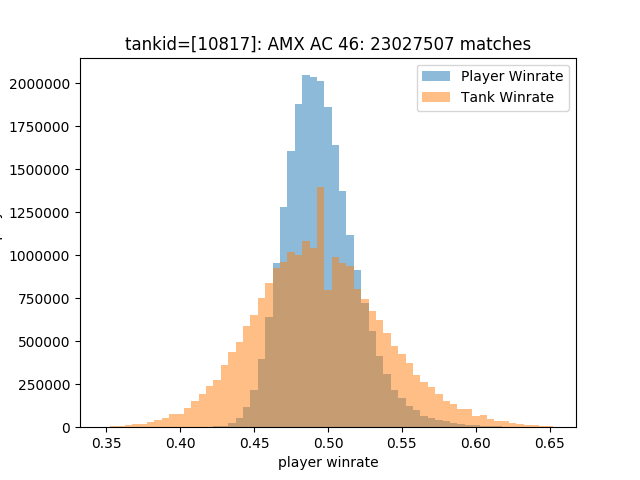 tankid=[10817]: AMX AC 46: 23027507 matches
Player Winrate
Tank Winrate
2000000
1750000
1500000
1250000
1000000
750000
500000
250000
0
0.35 0.40 0.45 0.50 0.55 0.60 0.65
player winrate